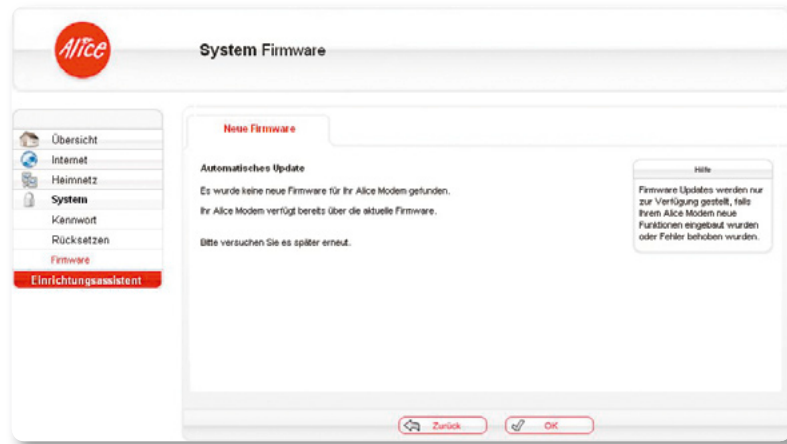 Alice
System Firmware
Übersicht
Internet
Heimnetz
System
Kennwort
Rücksetzen
Firmware
Einrichtungsassistent
Neue Firmware
Automatisches Update
Es wurde keine neue Firmware für Ihr Alice Modem gefunden.
Ihr Alice Modem verfügt bereits über die aktuelle Firmware.
Bitte versuchen Sie es später erneut.
Hilfe
Firmware Updates werden nur
zur Verfügung gestellt, falls
Ihrem Alice Modem neue
Funktionen eingebaut wurden
oder Fehler behoben wurden.
Zurück
OK